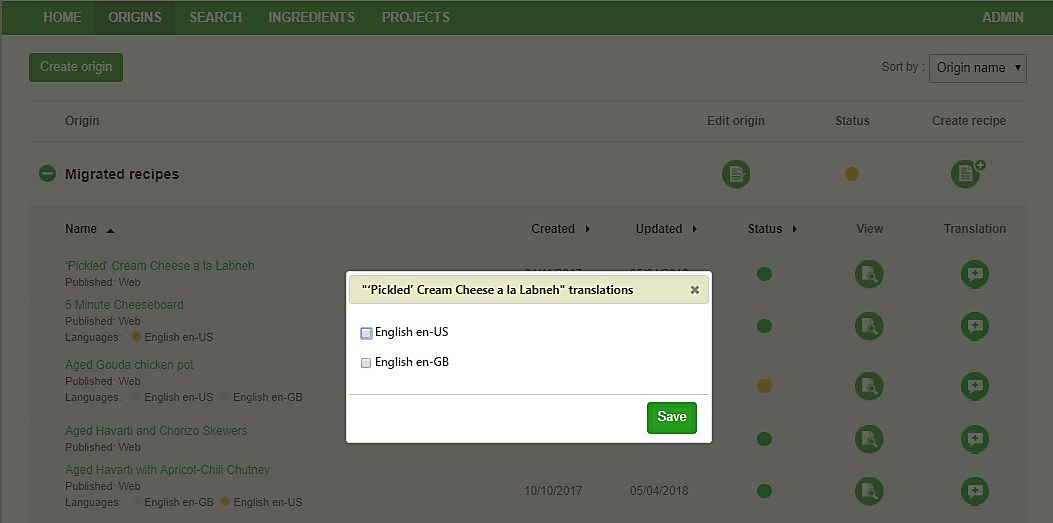 HOME ORIGINS SEARCH INGREDIENTS PROJECTS ADMIN
Create origin Sort by : Origin name
Origin Edit origin Status Create recipe
Migrated recipes
Name Created Updated Status View Translation
‘Pickled’ Cream Cheese a la Labneh
Published: Web
"‘Pickled’ Cream Cheese a la Labneh" translations
English en-US
English en-GB
Save
5 Minute Cheeseboard
Published: Web
Languages: English en-US
Aged Gouda chicken pot
Published: Web
Languages: English en-US English en-GB
Aged Havarti and Chorizo Skewers
Published: Web
Aged Havarti with Apricot-Chili Chutney
Published: Web 10/10/2017 05/04/2018
Languages: English en-GB English en-US